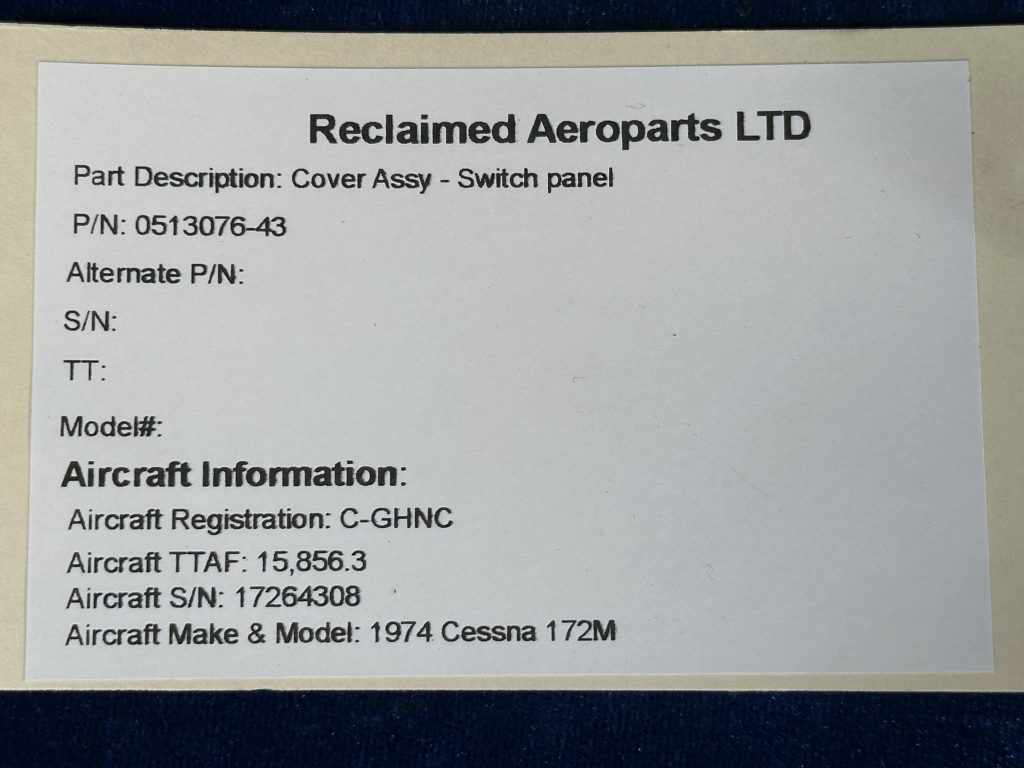 Reclaimed Aeroparts LTD
Part Description: Cover Assy - Switch panel
P/N: 0513076-43
Alternate P/N:
S/N:
TT:
Model#:
Aircraft Information:
Aircraft Registration: C-GHNC
Aircraft TTAF: 15,856.3
Aircraft S/N: 17264308
Aircraft Make & Model: 1974 Cessna 172M